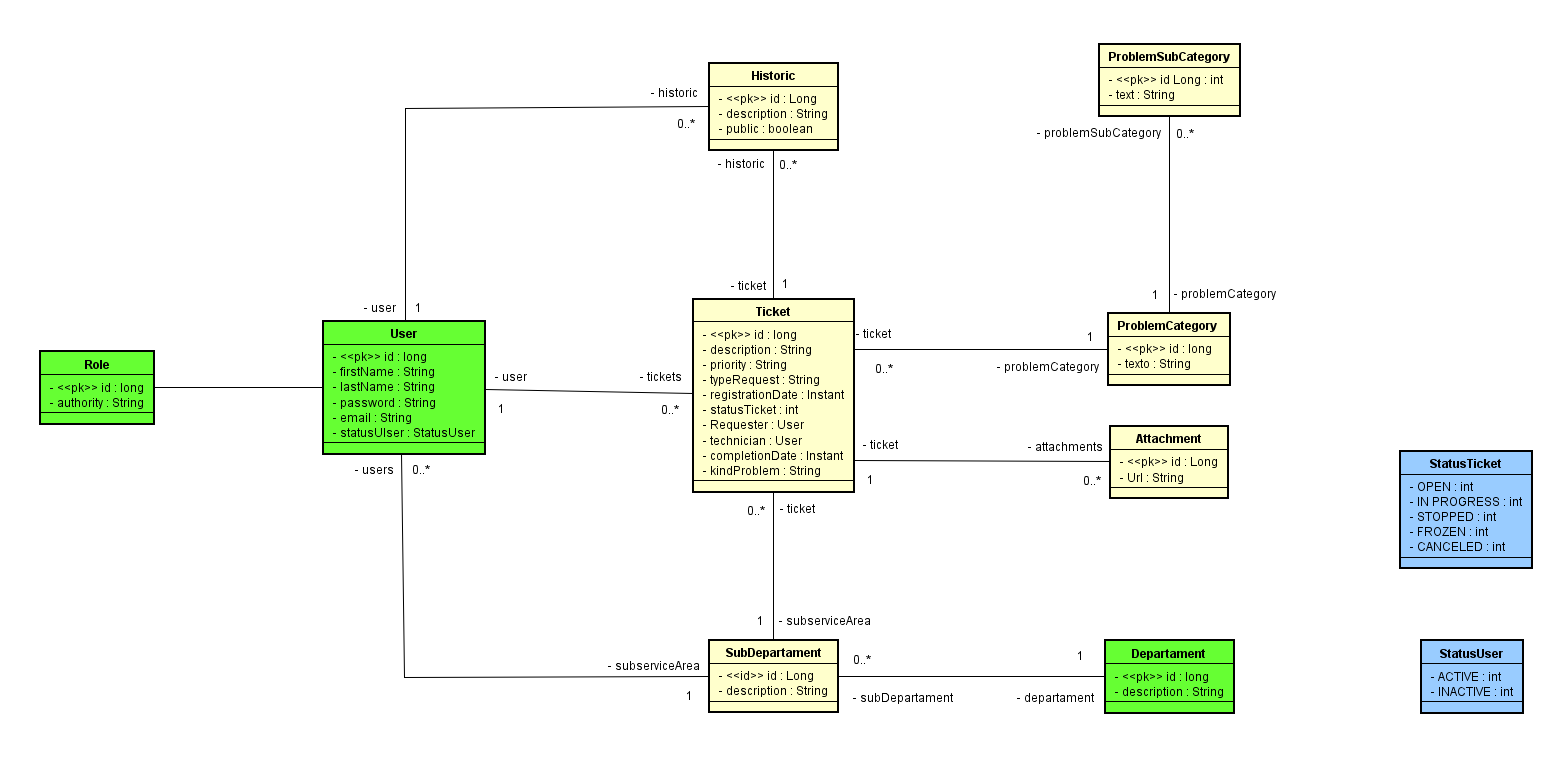 ProblemSubCategory
- <<pk>> id Long : int
- text : String
Historic
- <<pk>> id : Long
- description : String
- public : boolean
- historic
0..*
- problemSubCategory
0..*
- historic
0..*
- ticket
1
1
- problemCategory
- user
1
Ticket
- <<pk>> id : long
- description : String
- priority : String
- typeRequest : String
- registrationDate : Instant
- statusTicket : int
- Requester : User
- technician : User
- completionDate : Instant
- kindProblem : String
ProblemCategory
- <<pk>> id : long
- texto : String
User
- <<pk>> id : long
- firstName : String
- lastName : String
- password : String
- email : String
- statusUIser : StatusUser
- ticket
1
0..*
- problemCategory
Role
- <<pk>> id : long
- authority : String
- user
- tickets
1
0..*
Attachment
- <<pk>> id : Long
- Url : String
- ticket
- attachments
1
0..*
- users
0..*
StatusTicket
- OPEN : int
- IN PROGRESS : int
- STOPPED : int
- FROZEN : int
- CANCELED : int
0..*
- ticket
1
- subserviceArea
SubDepartament
- <<id>> id : Long
- description : String
0..*
1
Departament
- <<pk>> id : long
- description : String
StatusUser
- ACTIVE : int
- INACTIVE : int
- subserviceArea
1
- subDepartament
- departament